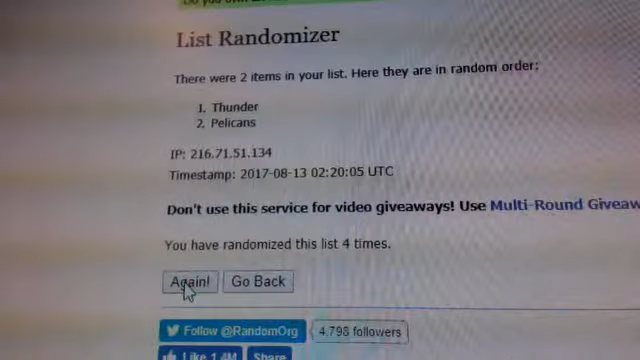 List Randomizer
There were 2 items in your list. Here they are in random order:
1. Thunder
2. Pelicans
IP: 216.71.51.134
Timestamp: 2017-08-13 02:20:05 UTC
Don't use this service for video giveaways! Use Multi-Round Giveaw
You have randomized this list 4 times.
Again! Go Back
Follow @RandomOrg 4,798 followers
Like 1.4M Share